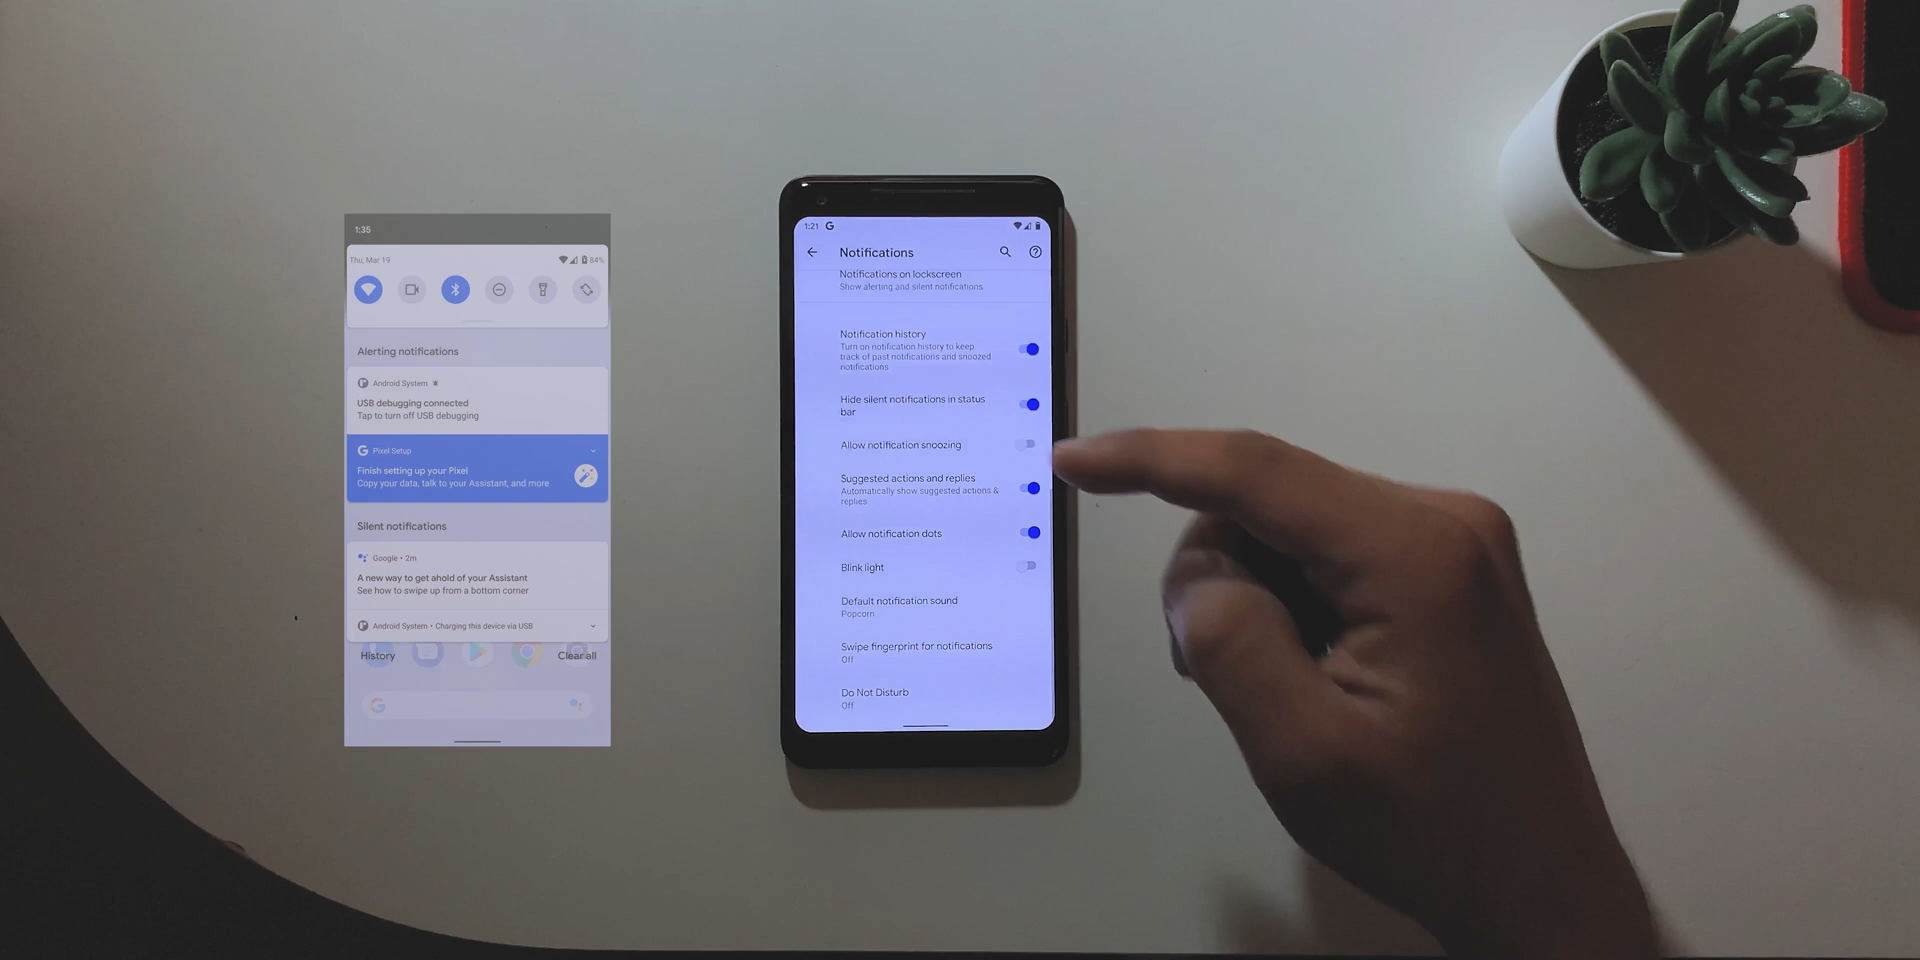 1:35
Thu, Mar 19
84%
Alerting notifications
Android System
USB debugging connected
Tap to turn off USB debugging
Pixel Setup
Finish setting up your Pixel
Copy your data, talk to your Assistant, and more
Silent notifications
Google • 2m
A new way to get ahold of your Assistant
See how to swipe up from a bottom corner
Android System • Charging this device via USB
History
Clear all
1:21 G
Notifications
Notifications on lockscreen
Show alerting and silent notifications
Notification history
Turn on notification history to keep
track of past notifications and snoozed
notifications
Hide silent notifications in status
bar
Allow notification snoozing
Suggested actions and replies
Automatically show suggested actions &
replies
Allow notification dots
Blink light
Default notification sound
Popcorn
Swipe fingerprint for notifications
Off
Do Not Disturb
Off